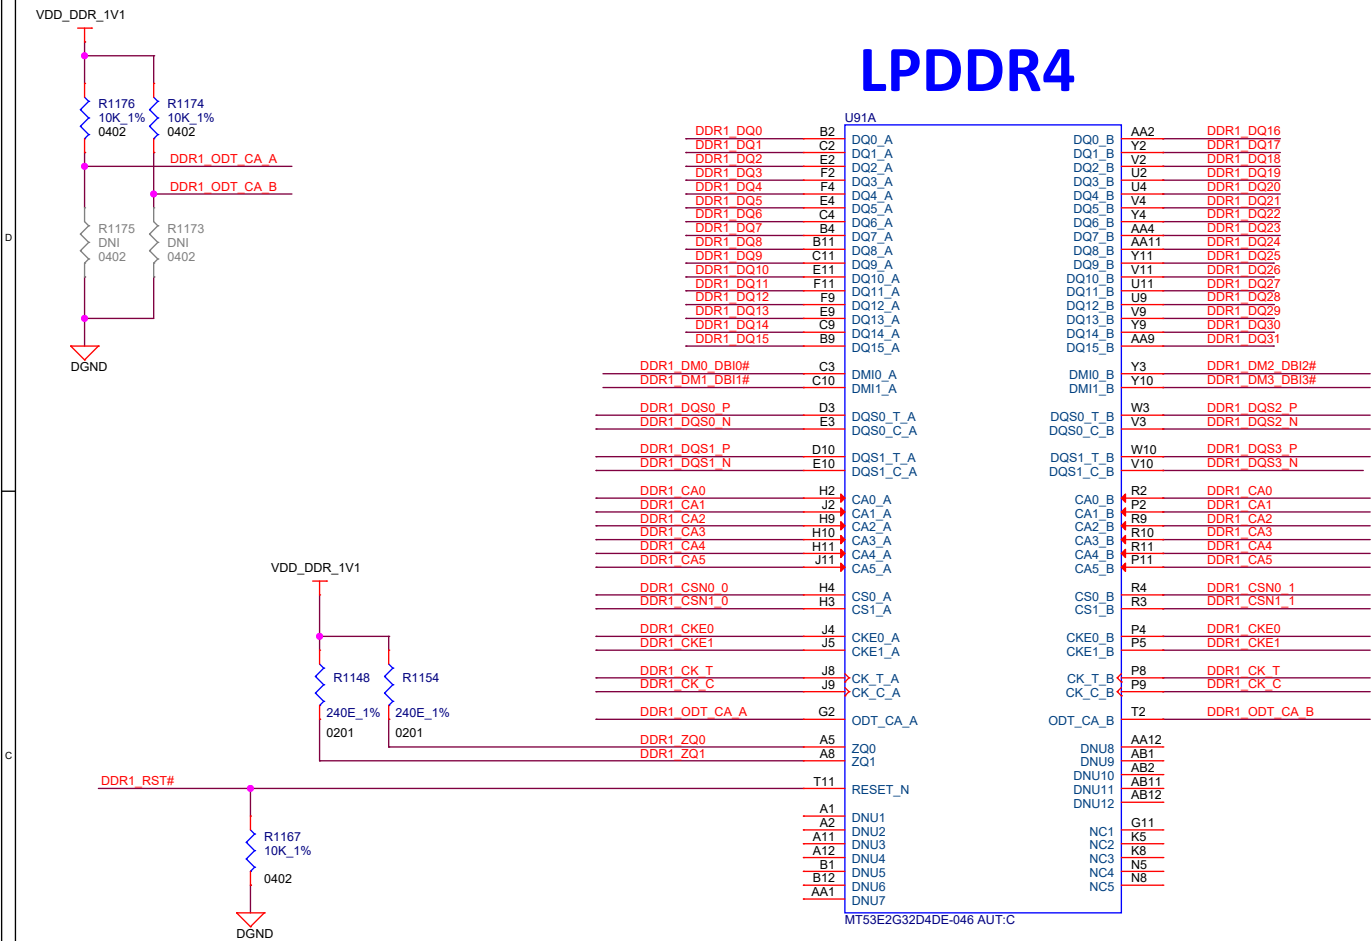 VDD_DDR_1V1
LPDDR4
R1176
10K_1%
0402
R1174
10K_1%
0402
DDR1_ODT_CA_A
DDR1_ODT_CA_B
R1175
DNI
0402
R1173
DNI
0402
DGND
D
C
VDD_DDR_1V1
R1148
240E_1%
0201
R1154
240E_1%
0201
DDR1_RST#
R1167
10K_1%
0402
DGND
U91A
DDR1_DQ0 B2 DQ0_A DQ0_B AA2 DDR1_DQ16
DDR1_DQ1 C2 DQ1_A DQ1_B Y2 DDR1_DQ17
DDR1_DQ2 E2 DQ2_A DQ2_B V2 DDR1_DQ18
DDR1_DQ3 F2 DQ3_A DQ3_B U2 DDR1_DQ19
DDR1_DQ4 F4 DQ4_A DQ4_B U4 DDR1_DQ20
DDR1_DQ5 E4 DQ5_A DQ5_B V4 DDR1_DQ21
DDR1_DQ6 C4 DQ6_A DQ6_B Y4 DDR1_DQ22
DDR1_DQ7 B4 DQ7_A DQ7_B AA4 DDR1_DQ23
DDR1_DQ8 B11 DQ8_A DQ8_B AA11 DDR1_DQ24
DDR1_DQ9 C11 DQ9_A DQ9_B Y11 DDR1_DQ25
DDR1_DQ10 E11 DQ10_A DQ10_B V11 DDR1_DQ26
DDR1_DQ11 F11 DQ11_A DQ11_B U11 DDR1_DQ27
DDR1_DQ12 F9 DQ12_A DQ12_B U9 DDR1_DQ28
DDR1_DQ13 E9 DQ13_A DQ13_B V9 DDR1_DQ29
DDR1_DQ14 C9 DQ14_A DQ14_B Y9 DDR1_DQ30
DDR1_DQ15 B9 DQ15_A DQ15_B AA9 DDR1_DQ31
DDR1_DM0_DBI0# C3 DMI0_A DMI0_B Y3 DDR1_DM2_DBI2#
DDR1_DM1_DBI1# C10 DMI1_A DMI1_B Y10 DDR1_DM3_DBI3#
DDR1_DQS0_P D3 DQS0_T_A DQS0_T_B W3 DDR1_DQS2_P
DDR1_DQS0_N E3 DQS0_C_A DQS0_C_B V3 DDR1_DQS2_N
DDR1_DQS1_P D10 DQS1_T_A DQS1_T_B W10 DDR1_DQS3_P
DDR1_DQS1_N E10 DQS1_C_A DQS1_C_B V10 DDR1_DQS3_N
DDR1_CA0 H2 CA0_A CA0_B R2 DDR1_CA0
DDR1_CA1 J2 CA1_A CA1_B P2 DDR1_CA1
DDR1_CA2 H9 CA2_A CA2_B R9 DDR1_CA2
DDR1_CA3 H10 CA3_A CA3_B R10 DDR1_CA3
DDR1_CA4 H11 CA4_A CA4_B R11 DDR1_CA4
DDR1_CA5 J11 CA5_A CA5_B P11 DDR1_CA5
DDR1_CSN0_0 H4 CS0_A CS0_B R4 DDR1_CSN0_1
DDR1_CSN1_0 H3 CS1_A CS1_B R3 DDR1_CSN1_1
DDR1_CKE0 J4 CKE0_A CKE0_B P4 DDR1_CKE0
DDR1_CKE1 J5 CKE1_A CKE1_B P5 DDR1_CKE1
DDR1_CK_T J8 CK_T_A CK_T_B P8 DDR1_CK_T
DDR1_CK_C J9 CK_C_A CK_C_B P9 DDR1_CK_C
DDR1_ODT_CA_A G2 ODT_CA_A ODT_CA_B T2 DDR1_ODT_CA_B
DDR1_ZQ0 A5 ZQ0 DNU8 AA12
DDR1_ZQ1 A8 ZQ1 DNU9 AB1
DNU10 AB2
T11 RESET_N DNU11 AB11
DNU12 AB12
A1 DNU1
A2 DNU2 NC1 G11
A11 DNU3 NC2 K5
A12 DNU4 NC3 K8
B1 DNU5 NC4 N5
B12 DNU6 NC5 N8
AA1 DNU7
MT53E2G32D4DE-046 AUT:C